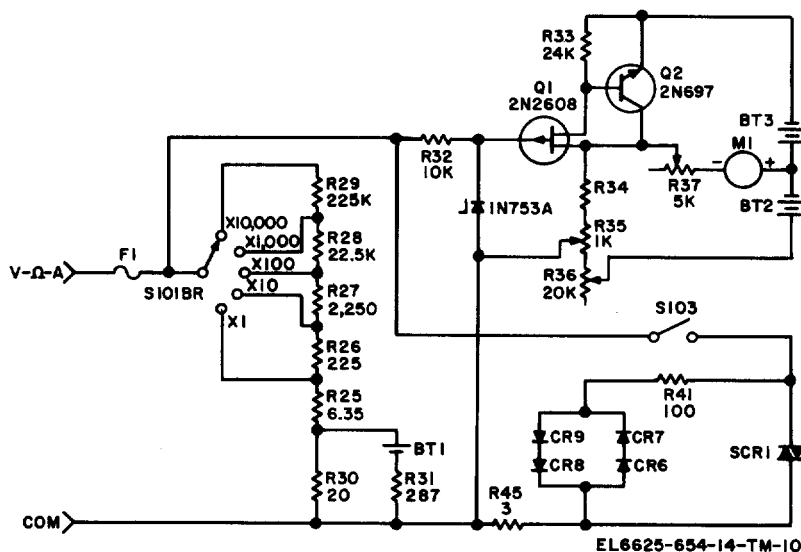 R33
24K
Q2
2N697
Q1
2N2608
BT3
M1
- +
R32
10K
R37
5K
BT2
R29
225K
R34
1N753A
R35
1K
X10,000
X1,000
R28
22.5K
X100
V-Ω-A
F1
S101BR
X10
R27
2,250
R36
20K
X1
S103
R26
225
R25
6.35
R41
100
CR9
CR7
BT1
CR8
CR6
SCR1
R30
20
R31
287
R45
3
COM
EL6625-654-14-TM-10